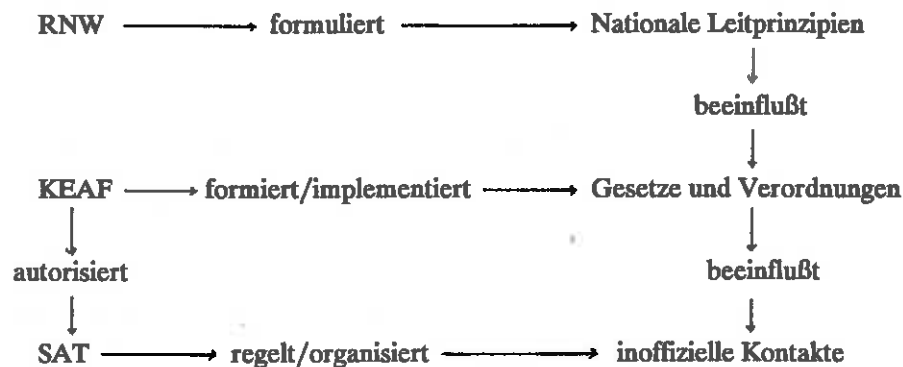 RNW formuliert Nationale Leitprinzipien
beeinflußt
KEAF formiert/implementiert Gesetze und Verordnungen
autorisiert beeinflußt
SAT regelt/organisiert inoffizielle Kontakte